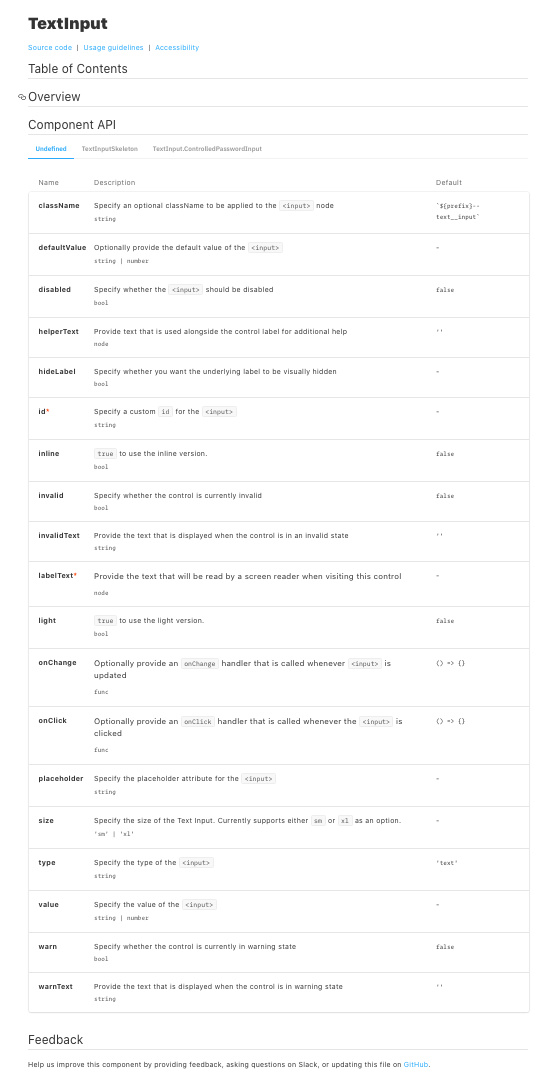 TextInput
Source code | Usage guidelines | Accessibility
Table of Contents
Overview
Component API
Undefined TextInputSkeleton TextInput.ControlledPasswordInput
Name Description Default
className Specify an optional className to be applied to the <input> node `${prefix}--
string text__input`
defaultValue Optionally provide the default value of the <input> -
string | number
disabled Specify whether the <input> should be disabled false
bool
helperText Provide text that is used alongside the control label for additional help ''
node
hideLabel Specify whether you want the underlying label to be visually hidden -
bool
id* Specify a custom id for the <input> -
string
inline true to use the inline version. false
bool
invalid Specify whether the control is currently invalid false
bool
invalidText Provide the text that is displayed when the control is in an invalid state ''
string
labelText* Provide the text that will be read by a screen reader when visiting this control -
node
light true to use the light version. false
bool
onChange Optionally provide an onChange handler that is called whenever <input> is () => {}
updated
func
onClick Optionally provide an onClick handler that is called whenever the <input> is () => {}
clicked
func
placeholder Specify the placeholder attribute for the <input> -
string
size Specify the size of the Text Input. Currently supports either sm or xl as an option. -
'sm' | 'xl'
type Specify the type of the <input> 'text'
string
value Specify the value of the <input> -
string | number
warn Specify whether the control is currently in warning state false
bool
warnText Provide the text that is displayed when the control is in warning state ''
string
Feedback
Help us improve this component by providing feedback, asking questions on Slack, or updating this file on GitHub.